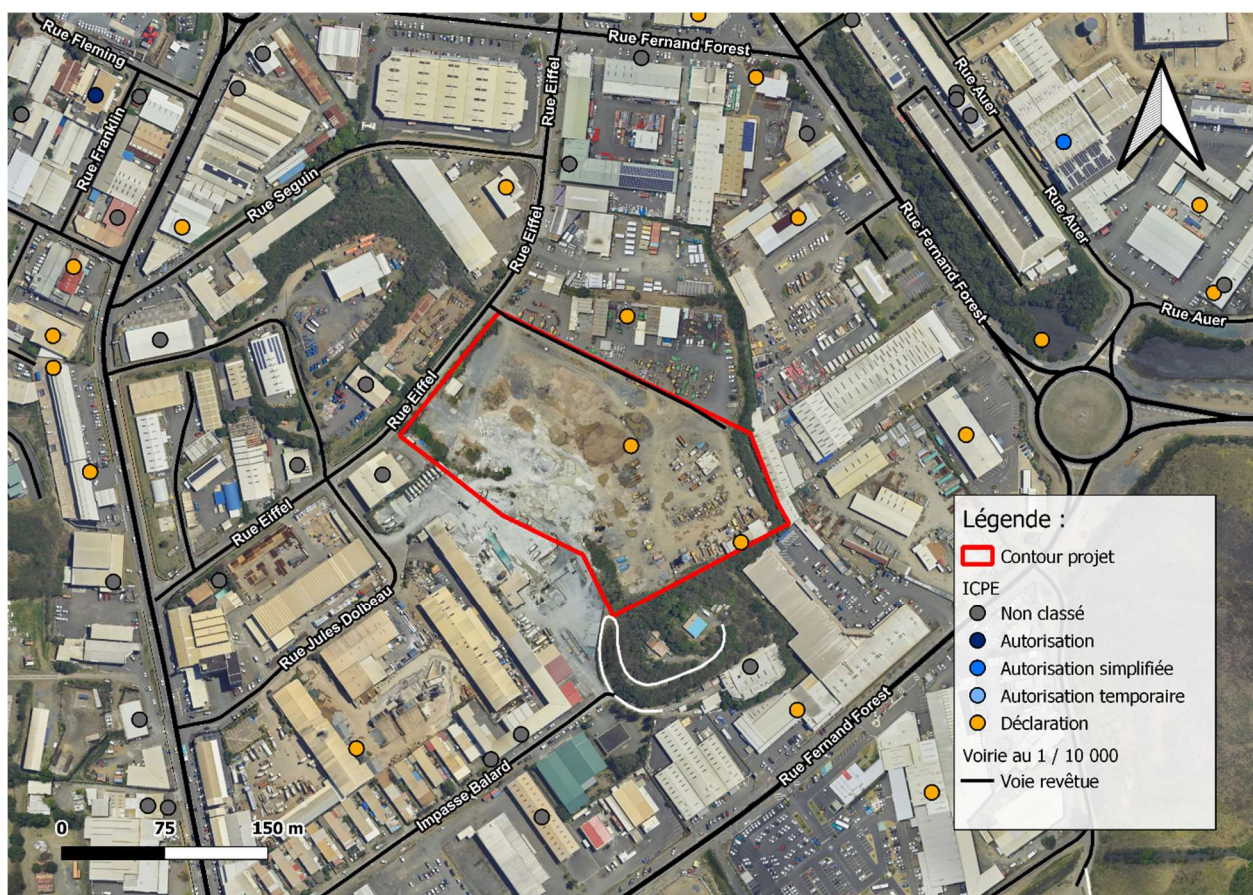 Rue Fleming
Rue Franklin
Rue Seguin
Rue Eiffel
Rue Eiffel
Rue Eiffel
Rue Eiffel
Rue Fernand Forest
Rue Fernand Forest
Rue Fernand Forest
Rue Auer
Rue Auer
Rue Auer
Rue Jules Dolbeau
Impasse Balard
0 75 150 m
Légende :
Contour projet
ICPE
Non classé
Autorisation
Autorisation simplifiée
Autorisation temporaire
Déclaration
Voirie au 1 / 10 000
Voie revêtue